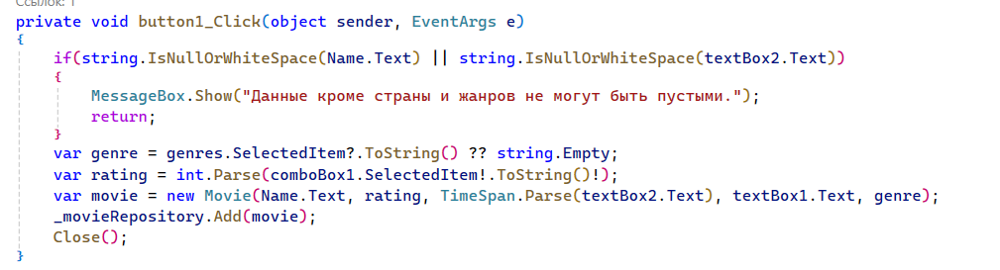 Ссылок: 1
private void button1_Click(object sender, EventArgs e)
{
if(string.IsNullOrWhiteSpace(Name.Text) || string.IsNullOrWhiteSpace(textBox2.Text))
{
MessageBox.Show("Данные кроме страны и жанров не могут быть пустыми.");
return;
}
var genre = genres.SelectedItem?.ToString() ?? string.Empty;
var rating = int.Parse(comboBox1.SelectedItem!.ToString()!);
var movie = new Movie(Name.Text, rating, TimeSpan.Parse(textBox2.Text), textBox1.Text, genre);
_movieRepository.Add(movie);
Close();
}